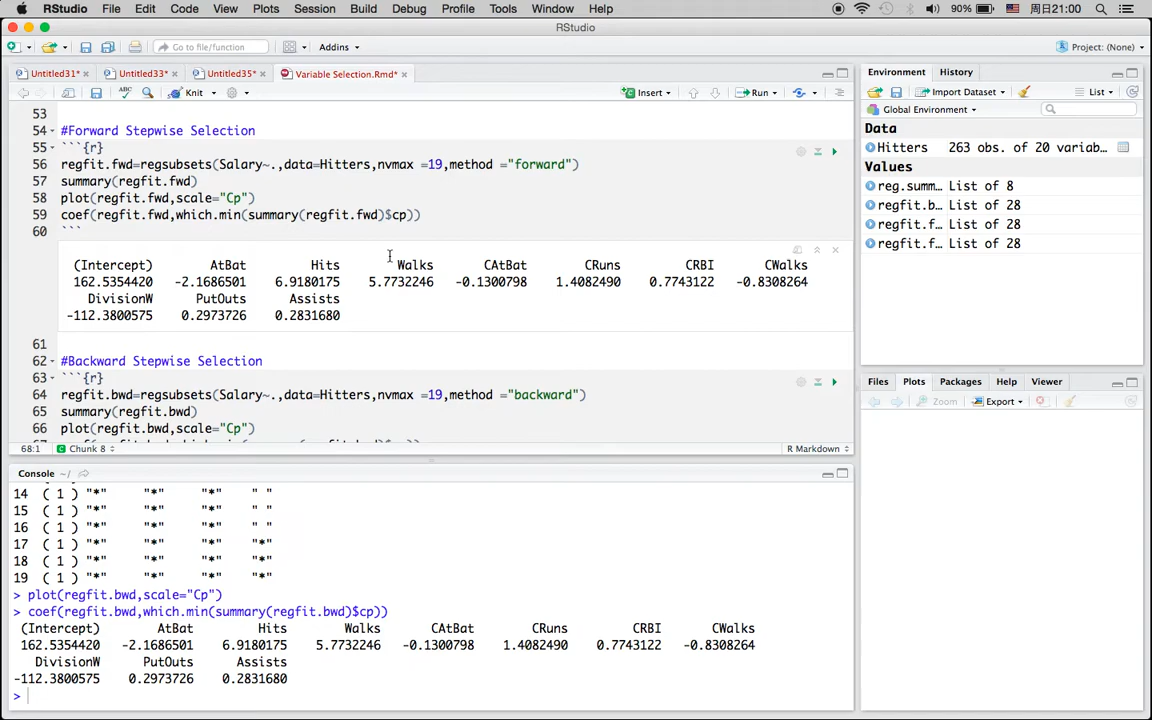 RStudio File Edit Code View Plots Session Build Debug Profile Tools Window Help 90% 周日21:00
RStudio
Go to file/function Addins Project: (None)
Untitled31* Untitled33* Untitled35* Variable Selection.Rmd*
ABC Knit Insert Run
53
54 #Forward Stepwise Selection
55 ```{r}
56 regfit.fwd=regsubsets(Salary~.,data=Hitters,nvmax =19,method ="forward")
57 summary(regfit.fwd)
58 plot(regfit.fwd,scale="Cp")
59 coef(regfit.fwd,which.min(summary(regfit.fwd)$cp))
60 ```
(Intercept) AtBat Hits Walks CAtBat CRuns CRBI CWalks
162.5354420 -2.1686501 6.9180175 5.7732246 -0.1300798 1.4082490 0.7743122 -0.8308264
DivisionW PutOuts Assists
-112.3800575 0.2973726 0.2831680
61
62 #Backward Stepwise Selection
63 ```{r}
64 regfit.bwd=regsubsets(Salary~.,data=Hitters,nvmax =19,method ="backward")
65 summary(regfit.bwd)
66 plot(regfit.bwd,scale="Cp")
68:1 Chunk 8 R Markdown
Console ~/
14 ( 1 ) "*" "*" "*" " "
15 ( 1 ) "*" "*" "*" " "
16 ( 1 ) "*" "*" "*" " "
17 ( 1 ) "*" "*" "*" "*"
18 ( 1 ) "*" "*" "*" "*"
19 ( 1 ) "*" "*" "*" "*"
> plot(regfit.bwd,scale="Cp")
> coef(regfit.bwd,which.min(summary(regfit.bwd)$cp))
(Intercept) AtBat Hits Walks CAtBat CRuns CRBI CWalks
162.5354420 -2.1686501 6.9180175 5.7732246 -0.1300798 1.4082490 0.7743122 -0.8308264
DivisionW PutOuts Assists
-112.3800575 0.2973726 0.2831680
>
Environment History
Import Dataset List
Global Environment
Data
Hitters 263 obs. of 20 variab…
Values
reg.summ… List of 8
regfit.b… List of 28
regfit.f… List of 28
regfit.f… List of 28
Files Plots Packages Help Viewer
Zoom Export